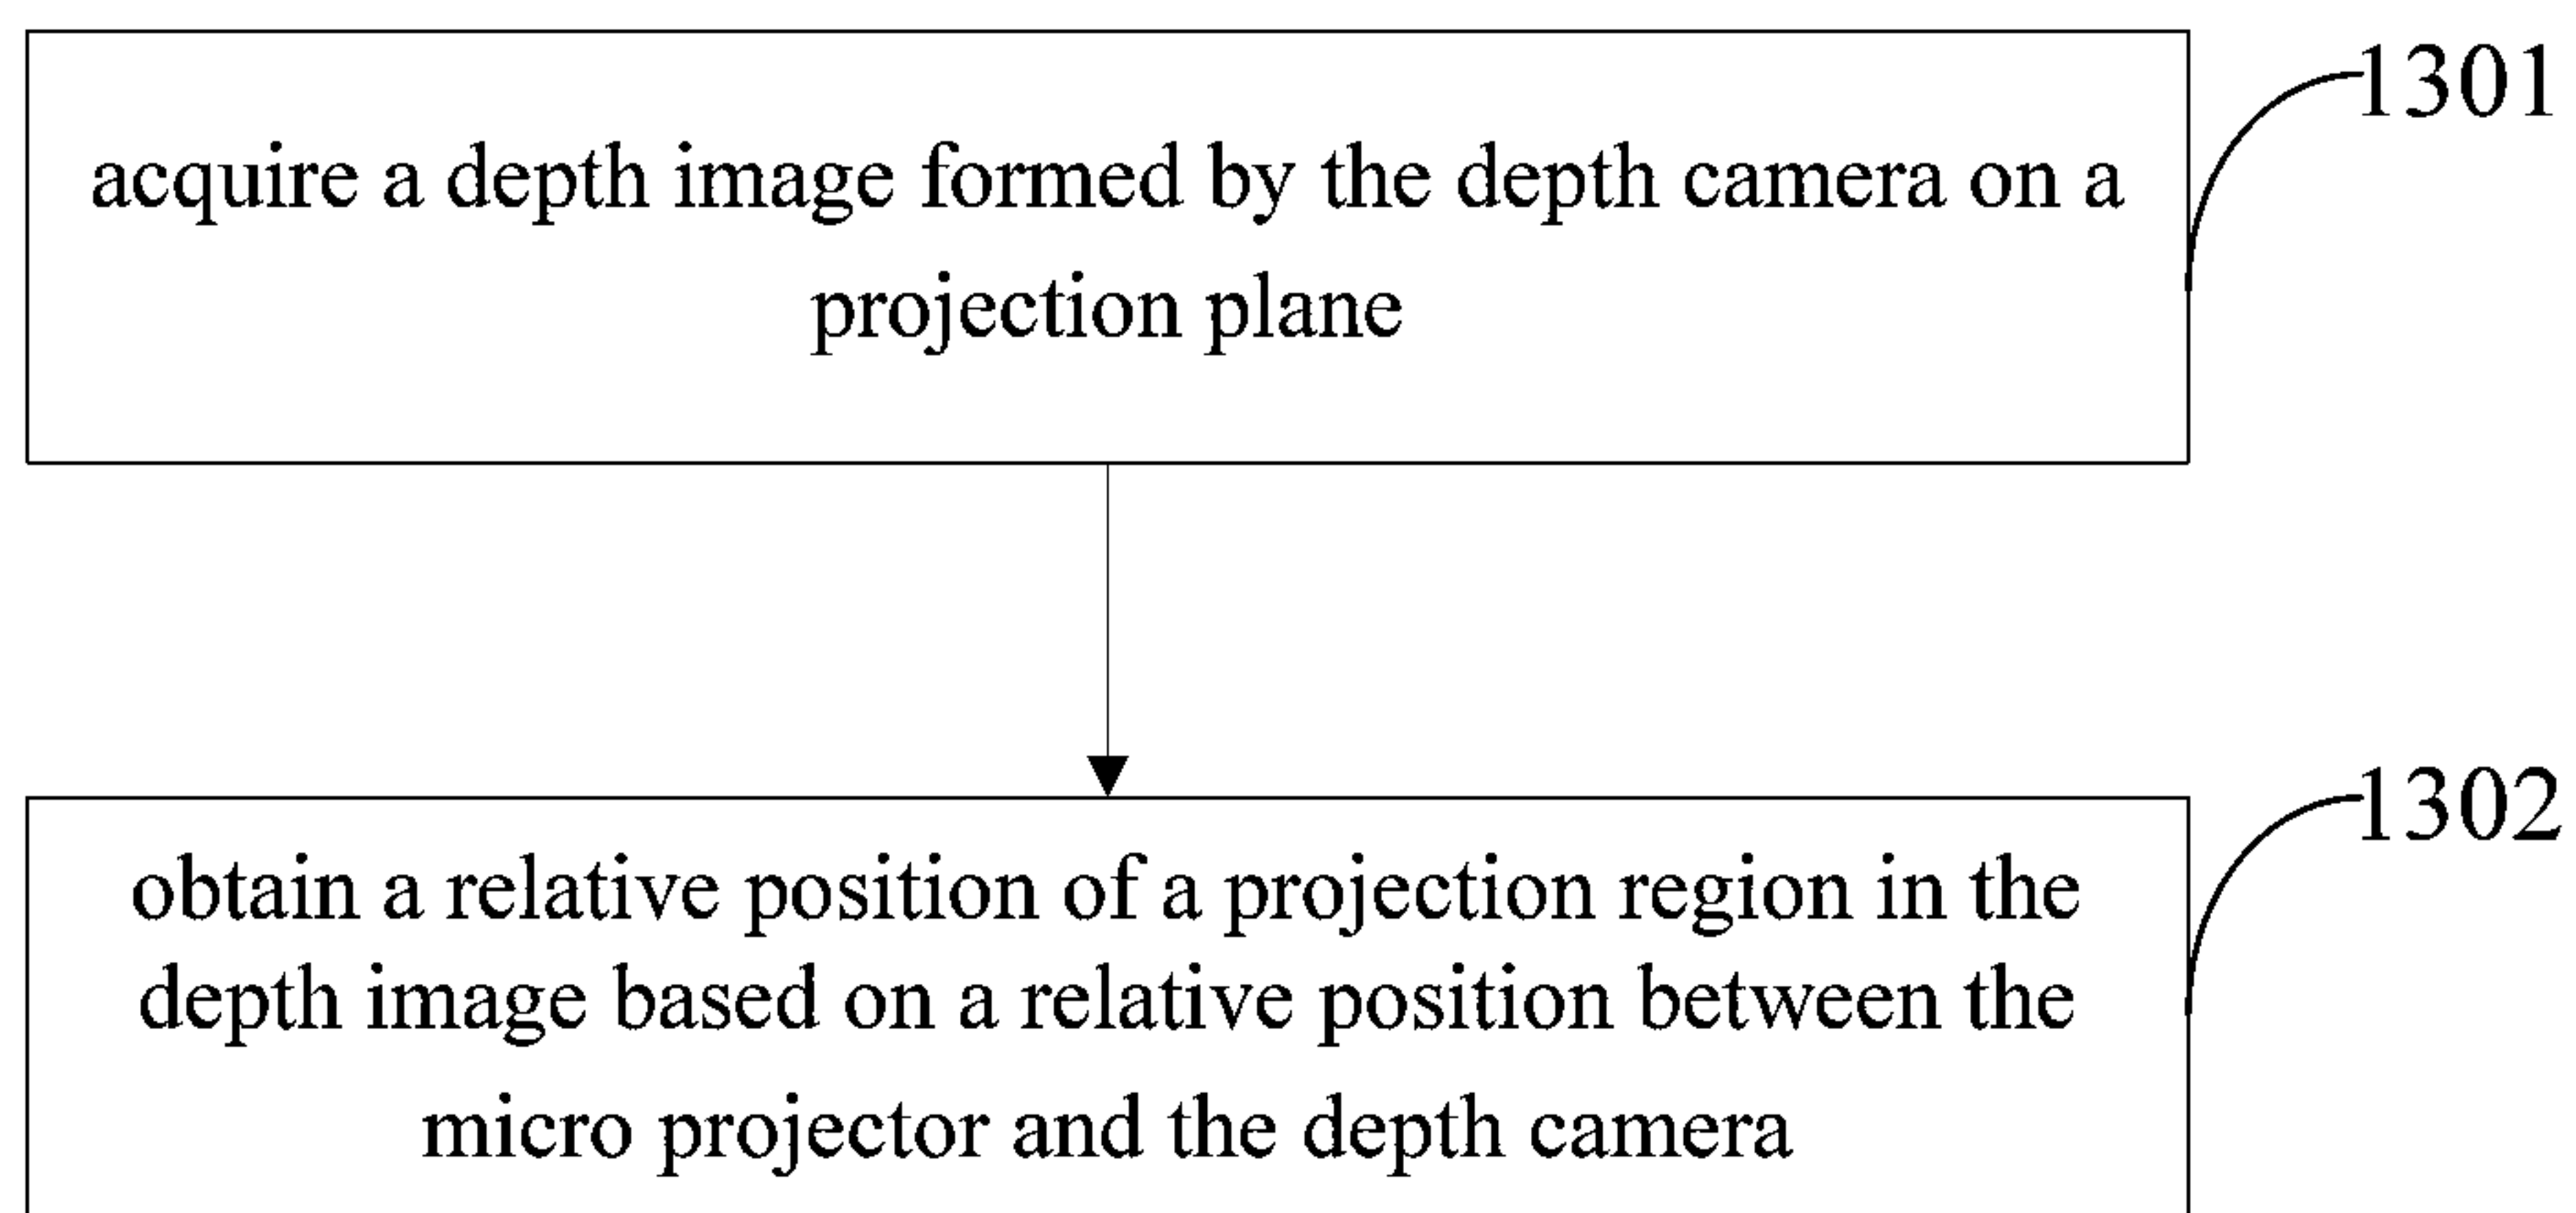 1301
acquire a depth image formed by the depth camera on a
projection plane
1302
obtain a relative position of a projection region in the
depth image based on a relative position between the
micro projector and the depth camera